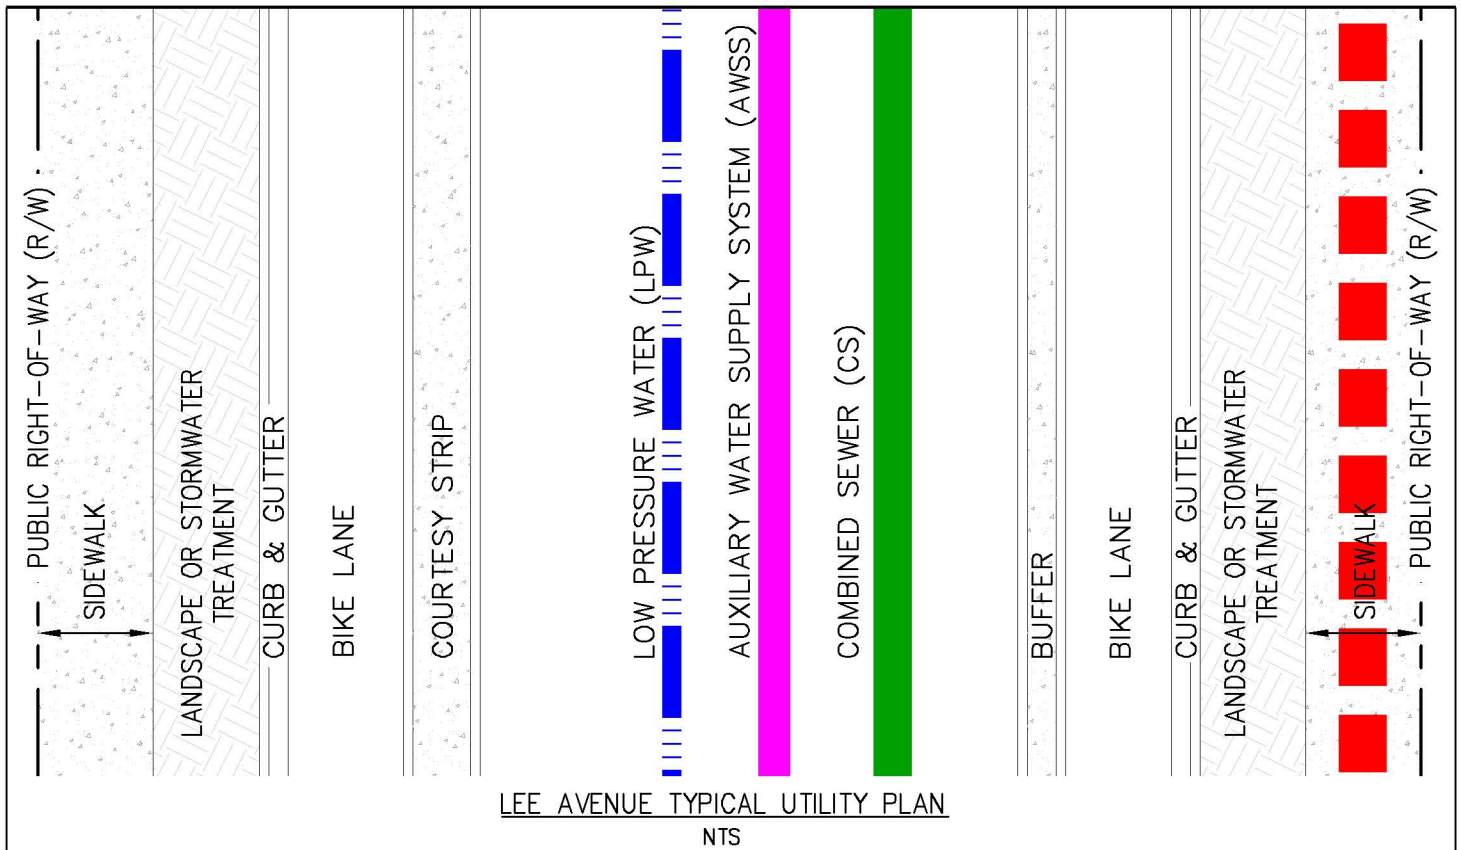 PUBLIC RIGHT-OF-WAY (R/W)
SIDEWALK
LANDSCAPE OR STORMWATER
TREATMENT
CURB & GUTTER
BIKE LANE
COURTESY STRIP
LOW PRESSURE WATER (LPW)
AUXILIARY WATER SUPPLY SYSTEM (AWSS)
COMBINED SEWER (CS)
BUFFER
BIKE LANE
CURB & GUTTER
LANDSCAPE OR STORMWATER
TREATMENT
SIDEWALK
PUBLIC RIGHT-OF-WAY (R/W)
LEE AVENUE TYPICAL UTILITY PLAN
NTS